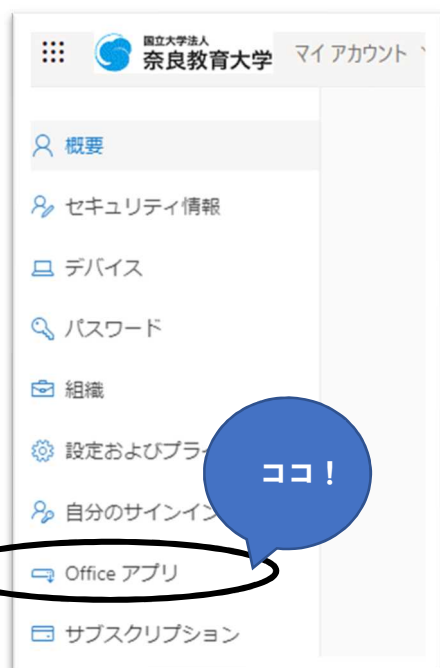 国立大学法人
奈良教育大学 マイ アカウント
概要
セキュリティ情報
デバイス
パスワード
組織
設定およびプライ
ココ！
自分のサインイン
Office アプリ
サブスクリプション